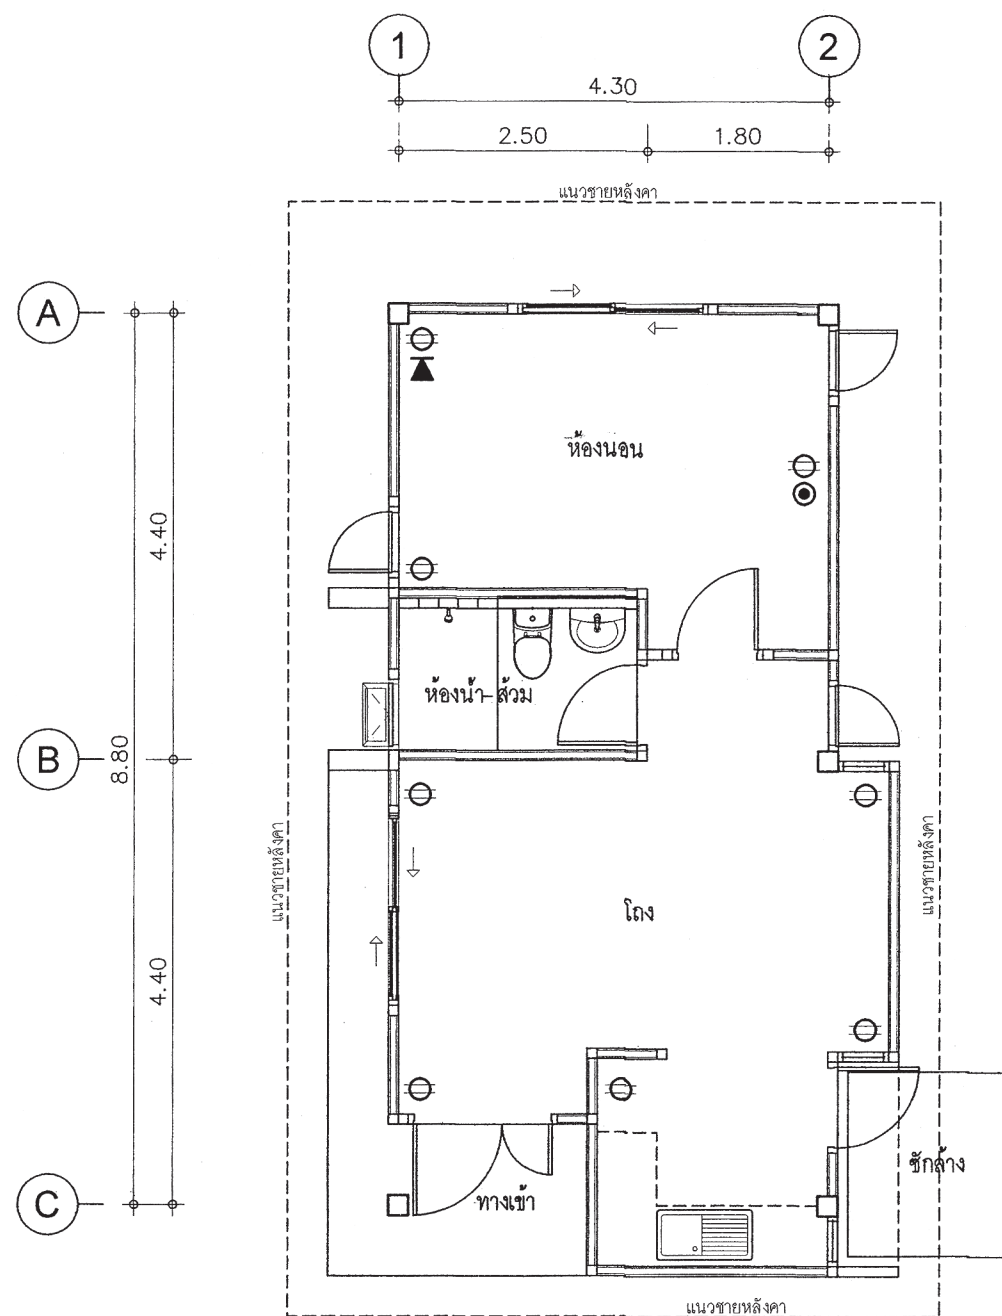 1
2
4.30
2.50
1.80
แนวชายหลังคา
A
ห้องนอน
4.40
ห้องน้ำ-ส้วม
B
8.80
แนวชายหลังคา
แนวชายหลังคา
โถง
4.40
ซักล้าง
C
ทางเข้า
แนวชายหลังคา